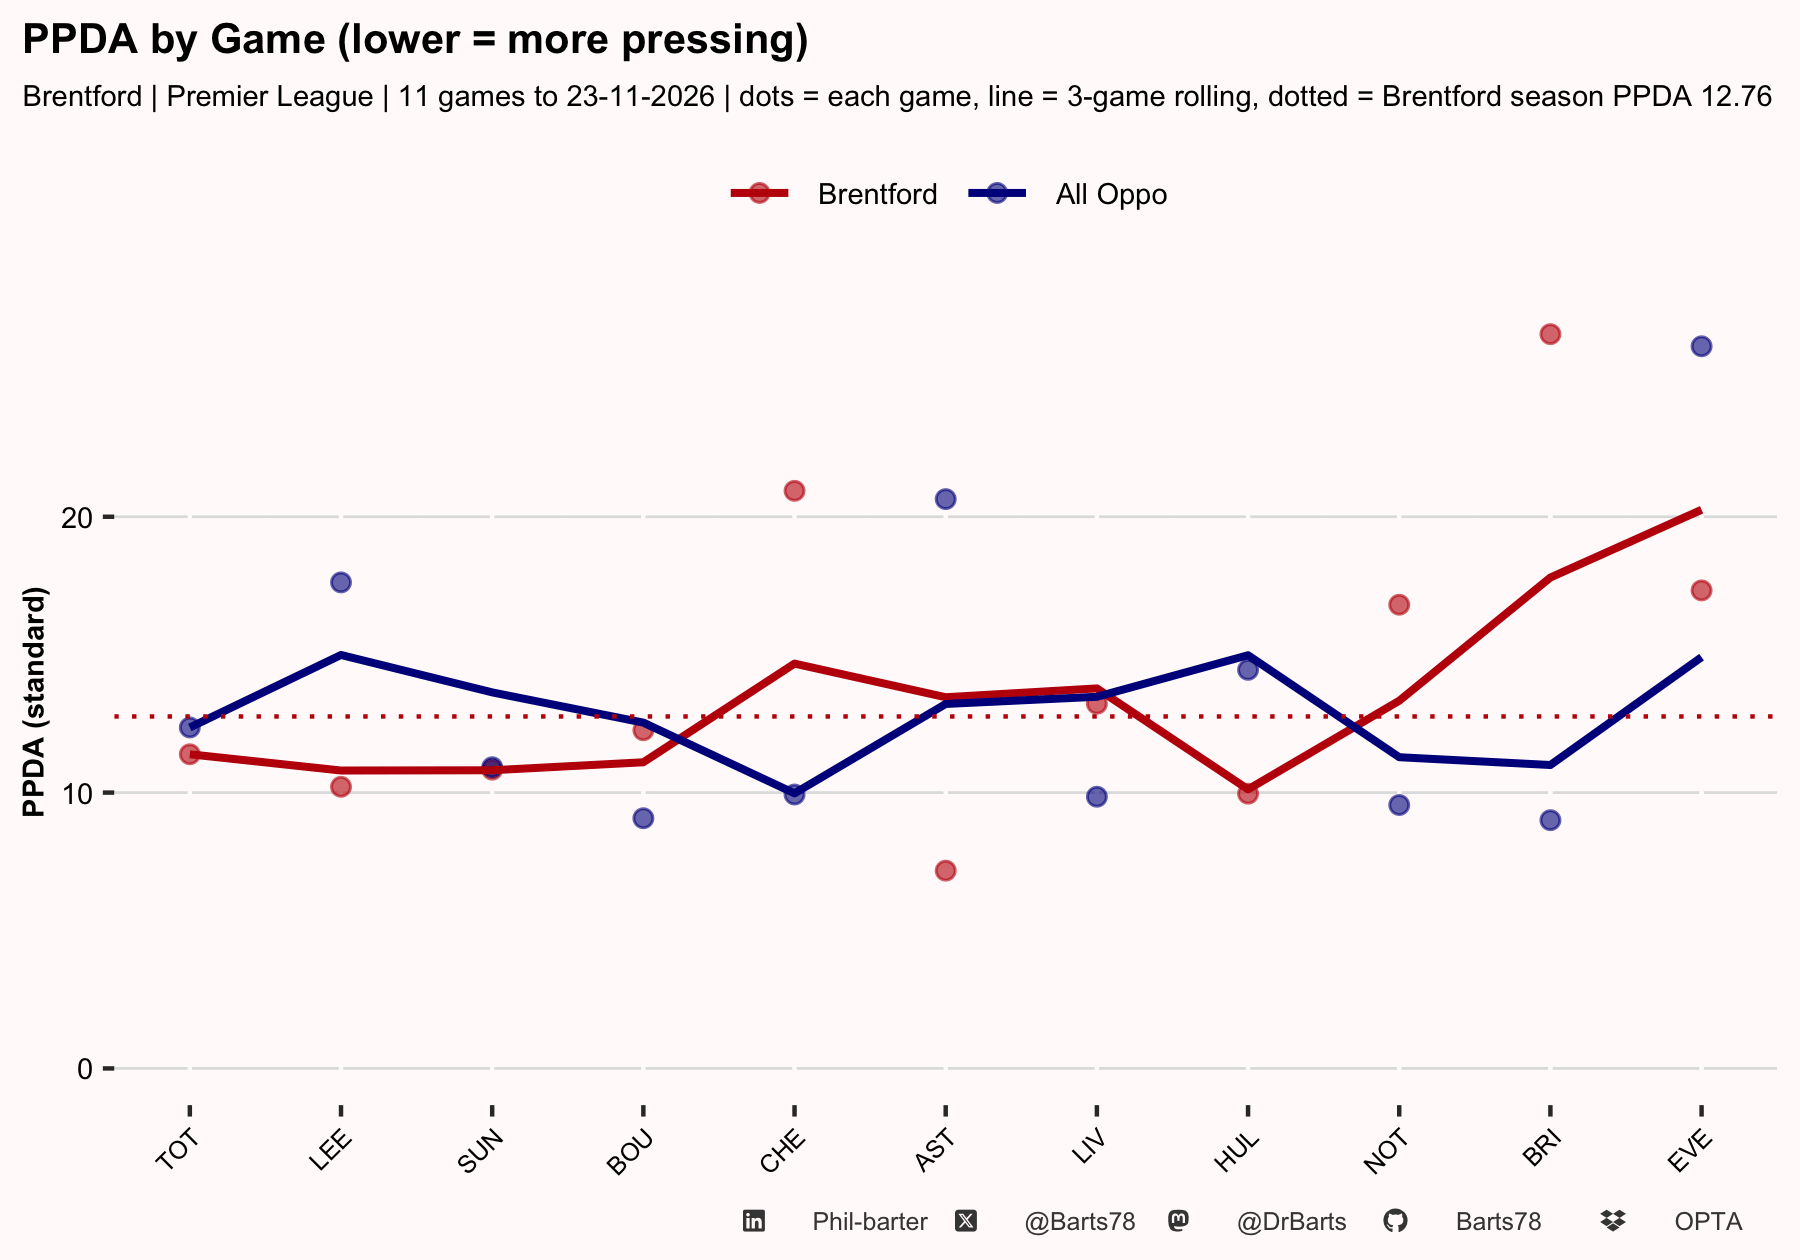 PPDA by Game (lower = more pressing)
Brentford | Premier League | 11 games to 23-11-2026 | dots = each game, line = 3-game rolling, dotted = Brentford season PPDA 12.76
Brentford All Oppo
PPDA (standard)
20
10
0
TOT LEE SUN BOU CHE AST LIV HUL NOT BRI EVE
Phil-barter @Barts78 @DrBarts Barts78 OPTA